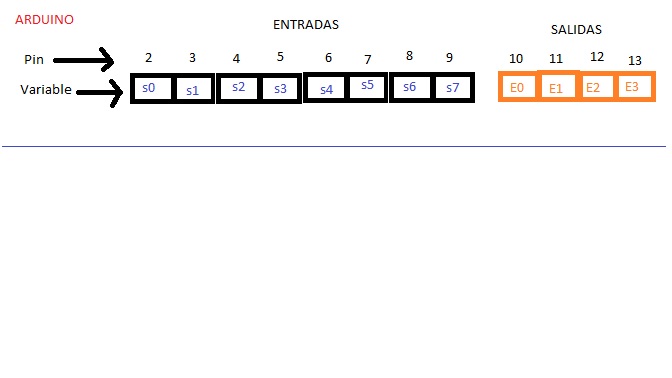 ARDUINO
ENTRADAS
SALIDAS
Pin 2 3 4 5 6 7 8 9 10 11 12 13
Variable s0 s1 s2 s3 s4 s5 s6 s7 E0 E1 E2 E3